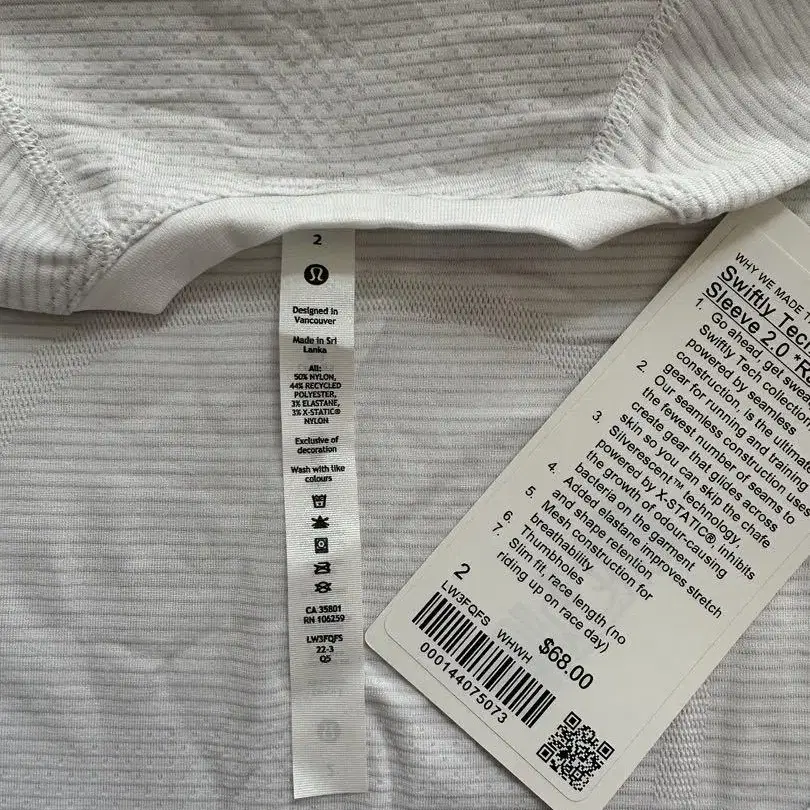 2
Designed in
Vancouver
Made in Sri
Lanka
All:
50% NYLON,
44% RECYCLED
POLYESTER,
3% ELASTANE,
3% X-STATIC®
NYLON
Exclusive of
decoration
Wash with like
colours
CA 35801
RN 106259
LW3FQFS
22-3
Q5
WHY WE MADE
Swiftly Tech
Sleeve 2.0 *R
1. Go ahead, get sweaty
Swiftly Tech collection,
powered by seamless
construction, is the ultimate
gear for running and training
2. Our seamless construction uses
the fewest number of seams to
create gear that glides across
skin so you can skip the chafe
3. Silverescent™ technology,
powered by X-STATIC®, inhibits
the growth of odour-causing
bacteria on the garment
4. Added elastane improves stretch
and shape retention
5. Mesh construction for
breathability
6. Thumbholes
7. Slim fit, race length (no
riding up on race day)
2
LW3FQFS WHWH
$68.00
000144075073